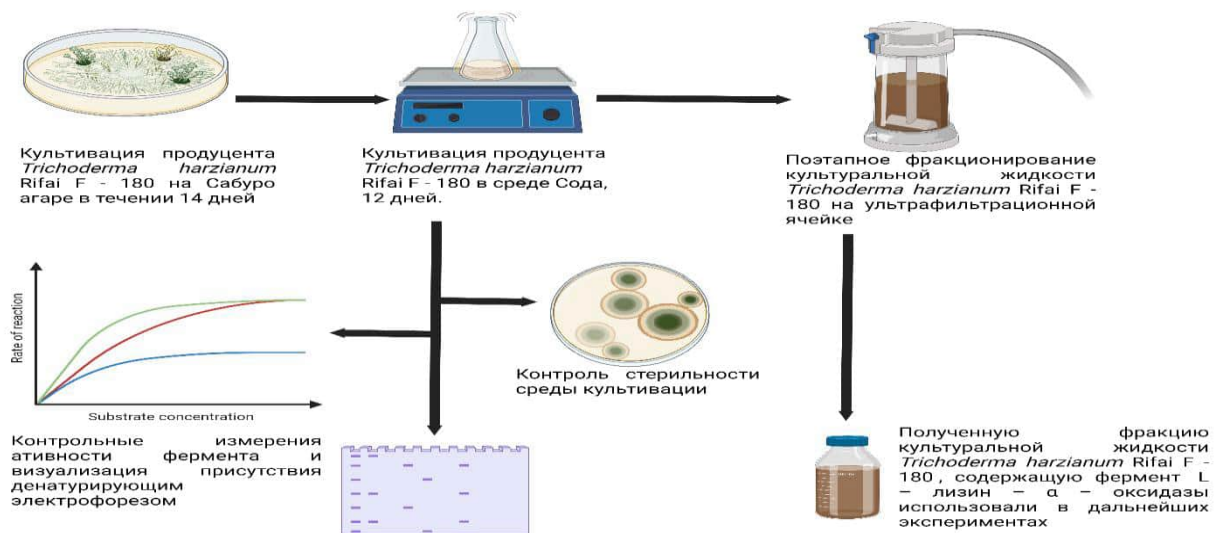 Культивация продуцента
Trichoderma harzianum
Rifai F - 180 на Сабуро
агаре в течении 14 дней
Культивация продуцента
Trichoderma harzianum
Rifai F - 180 в среде Сода,
12 дней.
Поэтапное фракционирование
культуральной жидкости
Trichoderma harzianum Rifai F -
180 на ультрафильтрационной
ячейке
Rate of reaction
Substrate concentration
Контроль стерильности
среды культивации
Контрольные измерения
ативности фермента и
визуализация присутствия
денатурирующим
электрофорезом
Полученную фракцию
культуральной жидкости
Trichoderma harzianum Rifai F -
180 , содержащую фермент L
– лизин – α – оксидазы
использовали в дальнейших
экспериментах